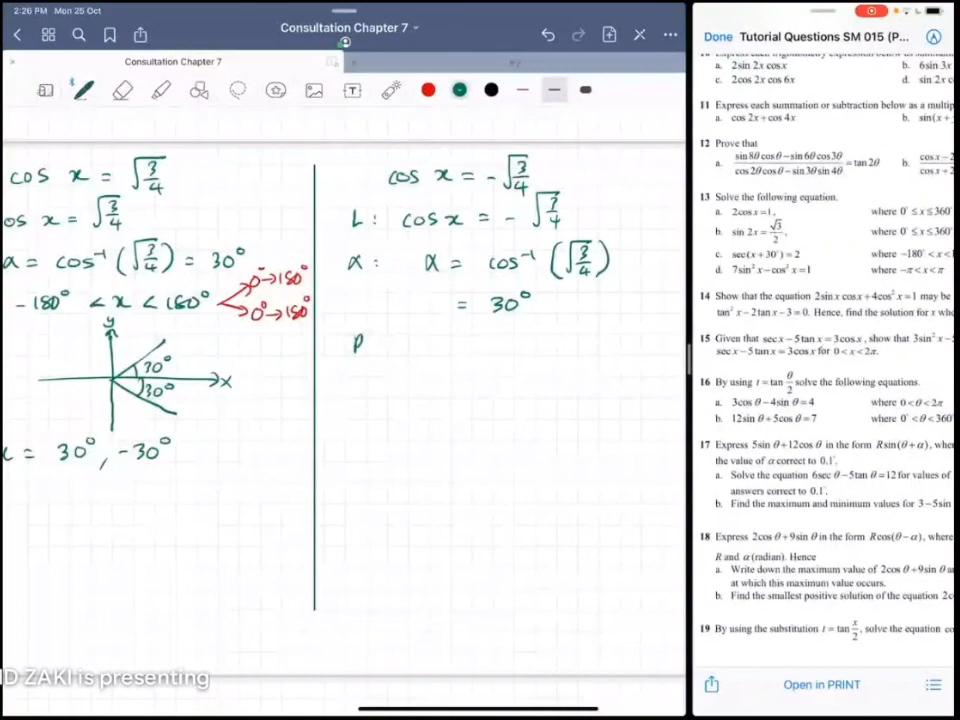 2:26 PM Mon 25 Oct
Consultation Chapter 7
Consultation Chapter 7
cos x = √(3/4)
os x = √(3/4)
α = cos⁻¹ (√(3/4)) = 30°
-180° < x < 180°
0° → 180°
0° → 180°
y
30°
30°
x
x = 30°, -30°
cos x = -√(3/4)
L: cos x = -√(3/4)
α: α = cos⁻¹ (√(3/4))
= 30°
P
D ZAKI is presenting
Done Tutorial Questions SM 015 (P...
a. 2sin 2x cos x b. 6sin 3x
c. 2cos 2x cos 6x d. sin 2x c
11 Express each summation or subtraction below as a multip
a. cos 2x + cos 4x b. sin(x +
12 Prove that
a. (sin 8θ cos θ − sin 6θ cos 3θ)/(cos 2θ cos θ − sin 3θ sin 4θ) = tan 2θ b. cos x −
cos x +
13 Solve the following equation.
a. 2cos x = 1, where 0° ≤ x ≤ 360°
b. sin 2x = √3/2, where 0° ≤ x ≤ 360°
c. sec(x + 30°) = 2 where −180° < x <
d. 7sin² x − cos² x = 1 where −π < x < π
14 Show that the equation 2sin x cos x + 4cos² x = 1 may be
tan² x − 2tan x − 3 = 0. Hence, find the solution for x
15 Given that sec x − 5tan x = 3cos x, show that 3sin² x −
sec x − 5tan x = 3cos x for 0 < x < 2π.
16 By using t = tan θ/2 solve the following equations.
a. 3cos θ − 4sin θ = 4 where 0 < θ < 2π
b. 12sin θ + 5cos θ = 7 where 0° < θ < 360°
17 Express 5sin θ + 12cos θ in the form R sin(θ + α), whe
the value of α correct to 0.1°.
a. Solve the equation 6sec θ − 5tan θ = 12 for values of
answers correct to 0.1°.
b. Find the maximum and minimum values for 3 − 5sin
18 Express 2cos θ + 9sin θ in the form R cos(θ − α), where
R and α (radian). Hence
a. Write down the maximum value of 2cos θ + 9sin θ
at which this maximum value occurs.
b. Find the smallest positive solution of the equation 2c
19 By using the substitution t = tan x/2, solve the equation
Open in PRINT